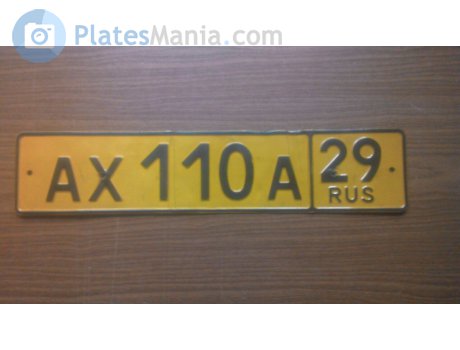 PlatesMania.com
АХ 110 А 29
RUS